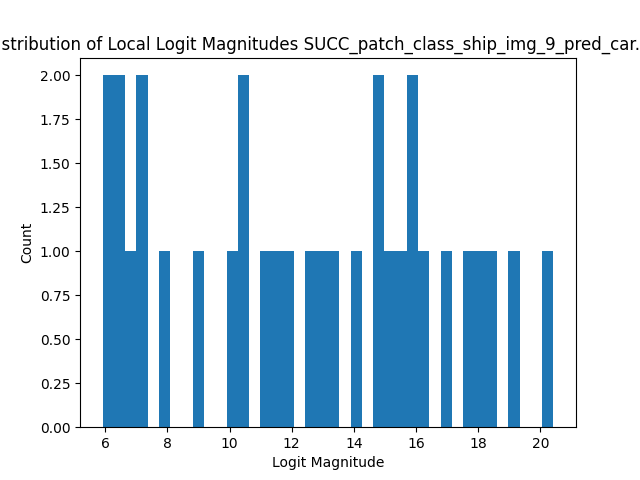 stribution of Local Logit Magnitudes SUCC_patch_class_ship_img_9_pred_car.
2.00
1.75
1.50
1.25
1.00
0.75
0.50
0.25
0.00
Count
6 8 10 12 14 16 18 20
Logit Magnitude